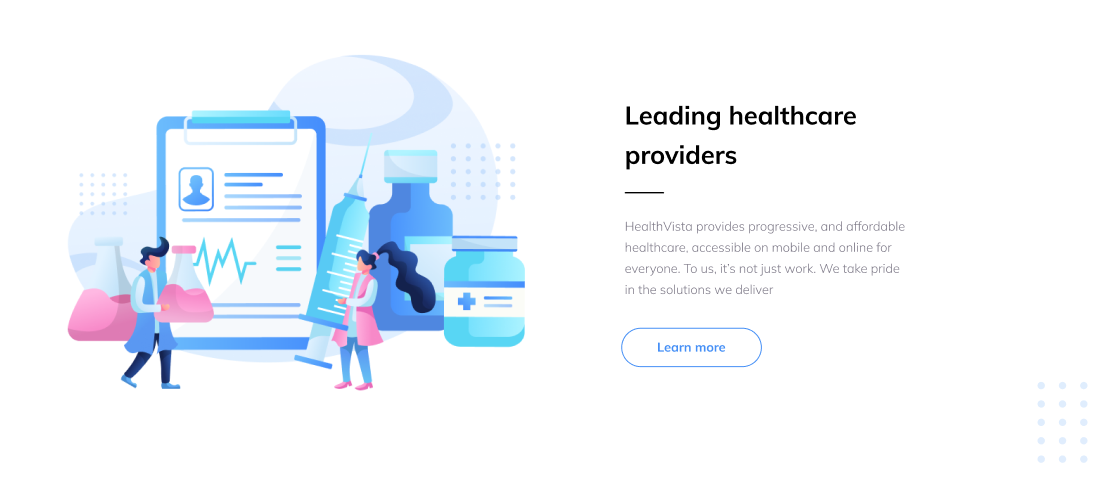 Leading healthcare
providers
HealthVista provides progressive, and affordable
healthcare, accessible on mobile and online for
everyone. To us, it’s not just work. We take pride
in the solutions we deliver
Learn more